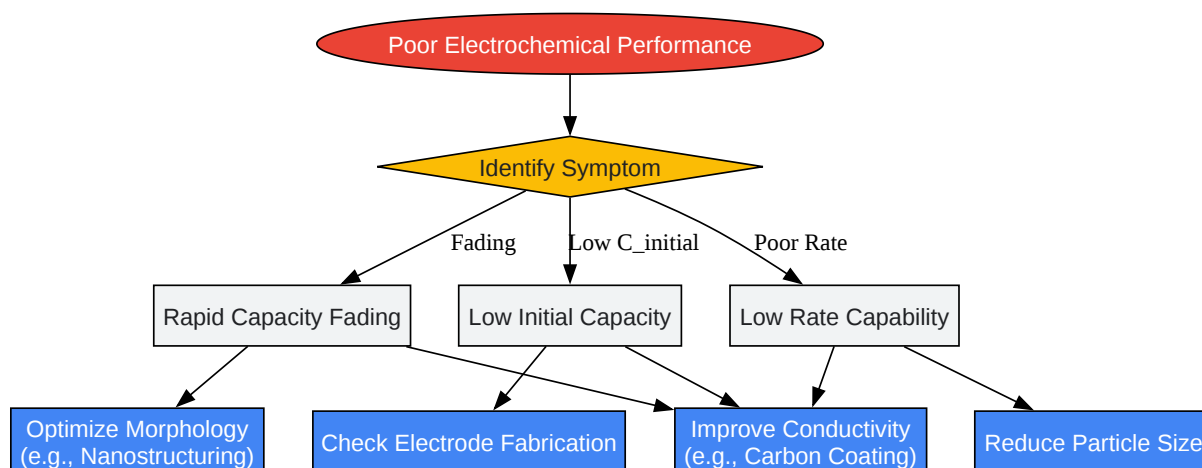 Poor Electrochemical Performance
Identify Symptom
Fading
Low C_initial
Poor Rate
Rapid Capacity Fading
Low Initial Capacity
Low Rate Capability
Optimize Morphology
(e.g., Nanostructuring)
Check Electrode Fabrication
Improve Conductivity
(e.g., Carbon Coating)
Reduce Particle Size